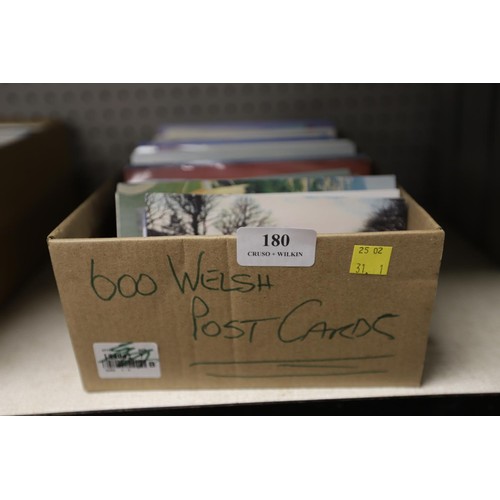 180
CRUSO + WILKIN
25 02
31. 1
600 WELSH
POST CARDS